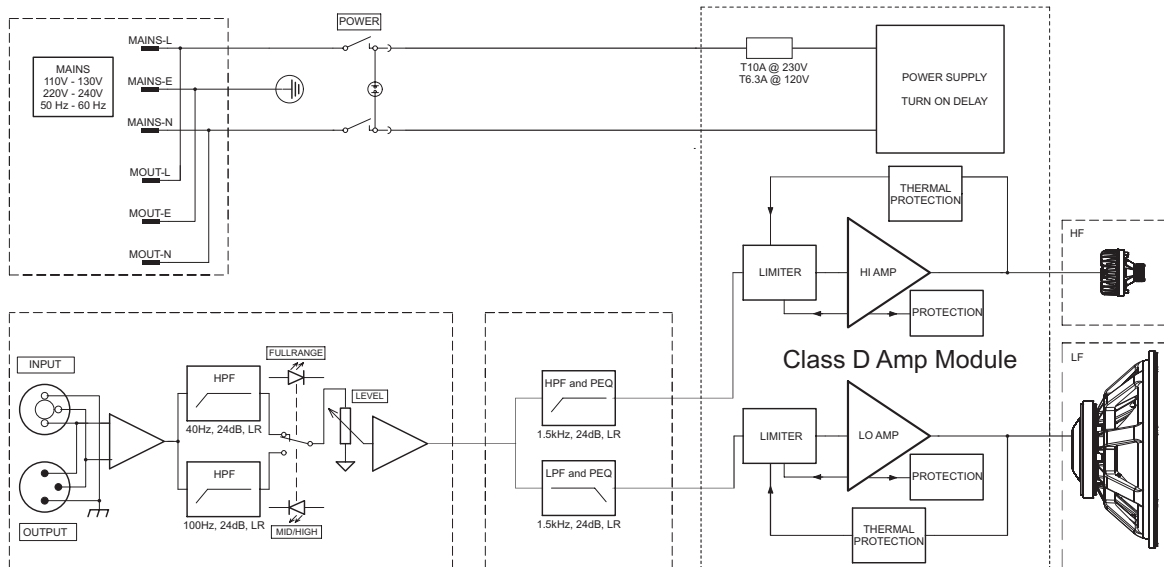 POWER
MAINS-L
MAINS
110V - 130V
220V - 240V
50 Hz - 60 Hz
MAINS-E
MAINS-N
MOUT-L
MOUT-E
MOUT-N
T10A @ 230V
T6.3A @ 120V
POWER SUPPLY
TURN ON DELAY
THERMAL
PROTECTION
LIMITER
HI AMP
PROTECTION
HF
Class D Amp Module
INPUT
OUTPUT
HPF
40Hz, 24dB, LR
HPF
100Hz, 24dB, LR
FULLRANGE
LEVEL
MID/HIGH
HPF and PEQ
1.5kHz, 24dB, LR
LPF and PEQ
1.5kHz, 24dB, LR
LIMITER
LO AMP
PROTECTION
THERMAL
PROTECTION
LF